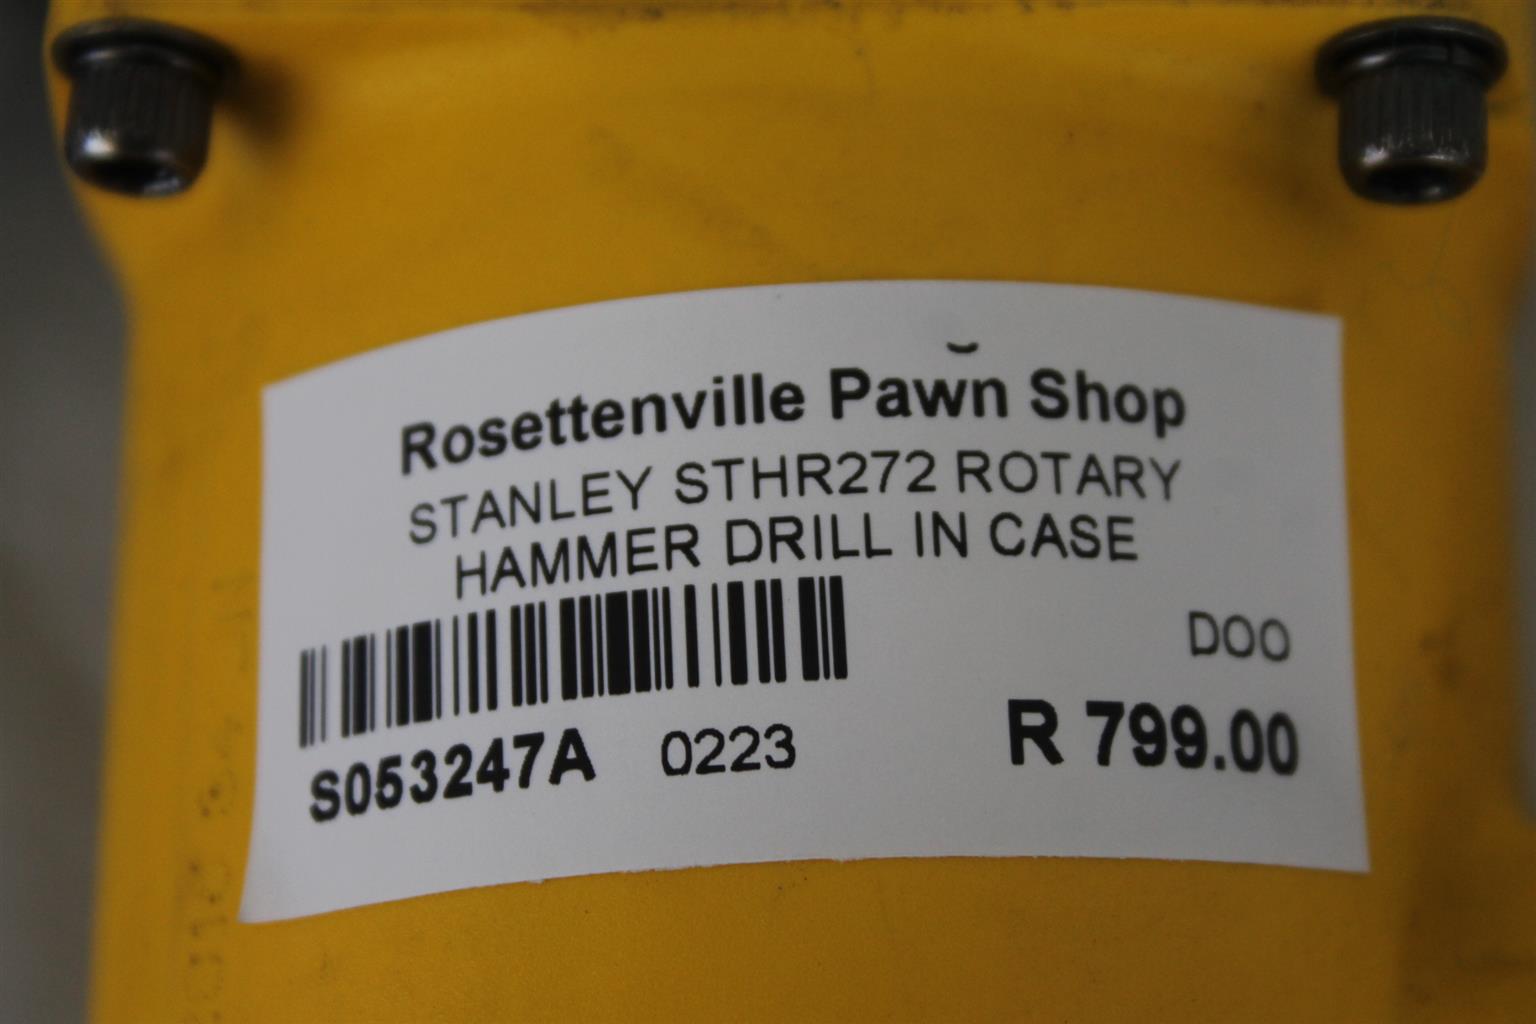 Rosettenville Pawn Shop
STANLEY STHR272 ROTARY
HAMMER DRILL IN CASE
DOO
S053247A 0223 R 799.00